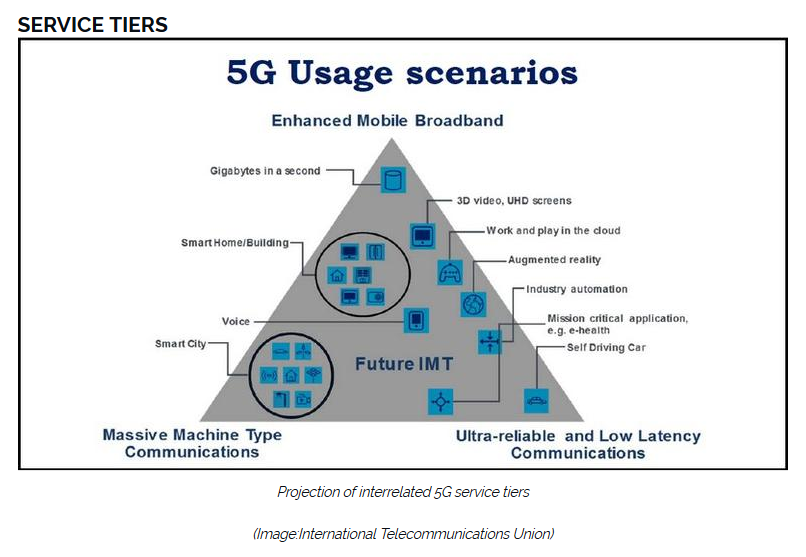 SERVICE TIERS
5G Usage scenarios
Enhanced Mobile Broadband
Gigabytes in a second
3D video, UHD screens
Work and play in the cloud
Smart Home/Building
Augmented reality
Industry automation
Mission critical application,
e.g. e-health
Voice
Smart City
Self Driving Car
Future IMT
Massive Machine Type
Communications
Ultra-reliable and Low Latency
Communications
Projection of interrelated 5G service tiers
(Image:International Telecommunications Union)